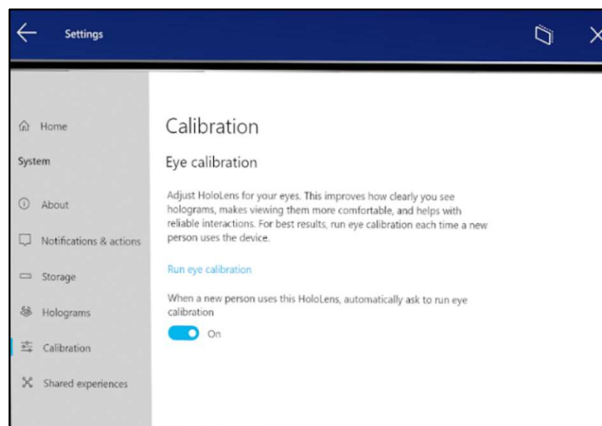 Settings
Home
System
About
Notifications & actions
Storage
Holograms
Calibration
Shared experiences
Calibration
Eye calibration
Adjust HoloLens for your eyes. This improves how clearly you see
holograms, makes viewing them more comfortable, and helps with
reliable interactions. For best results, run eye calibration each time a new
person uses the device.
Run eye calibration
When a new person uses this HoloLens, automatically ask to run eye
calibration
On